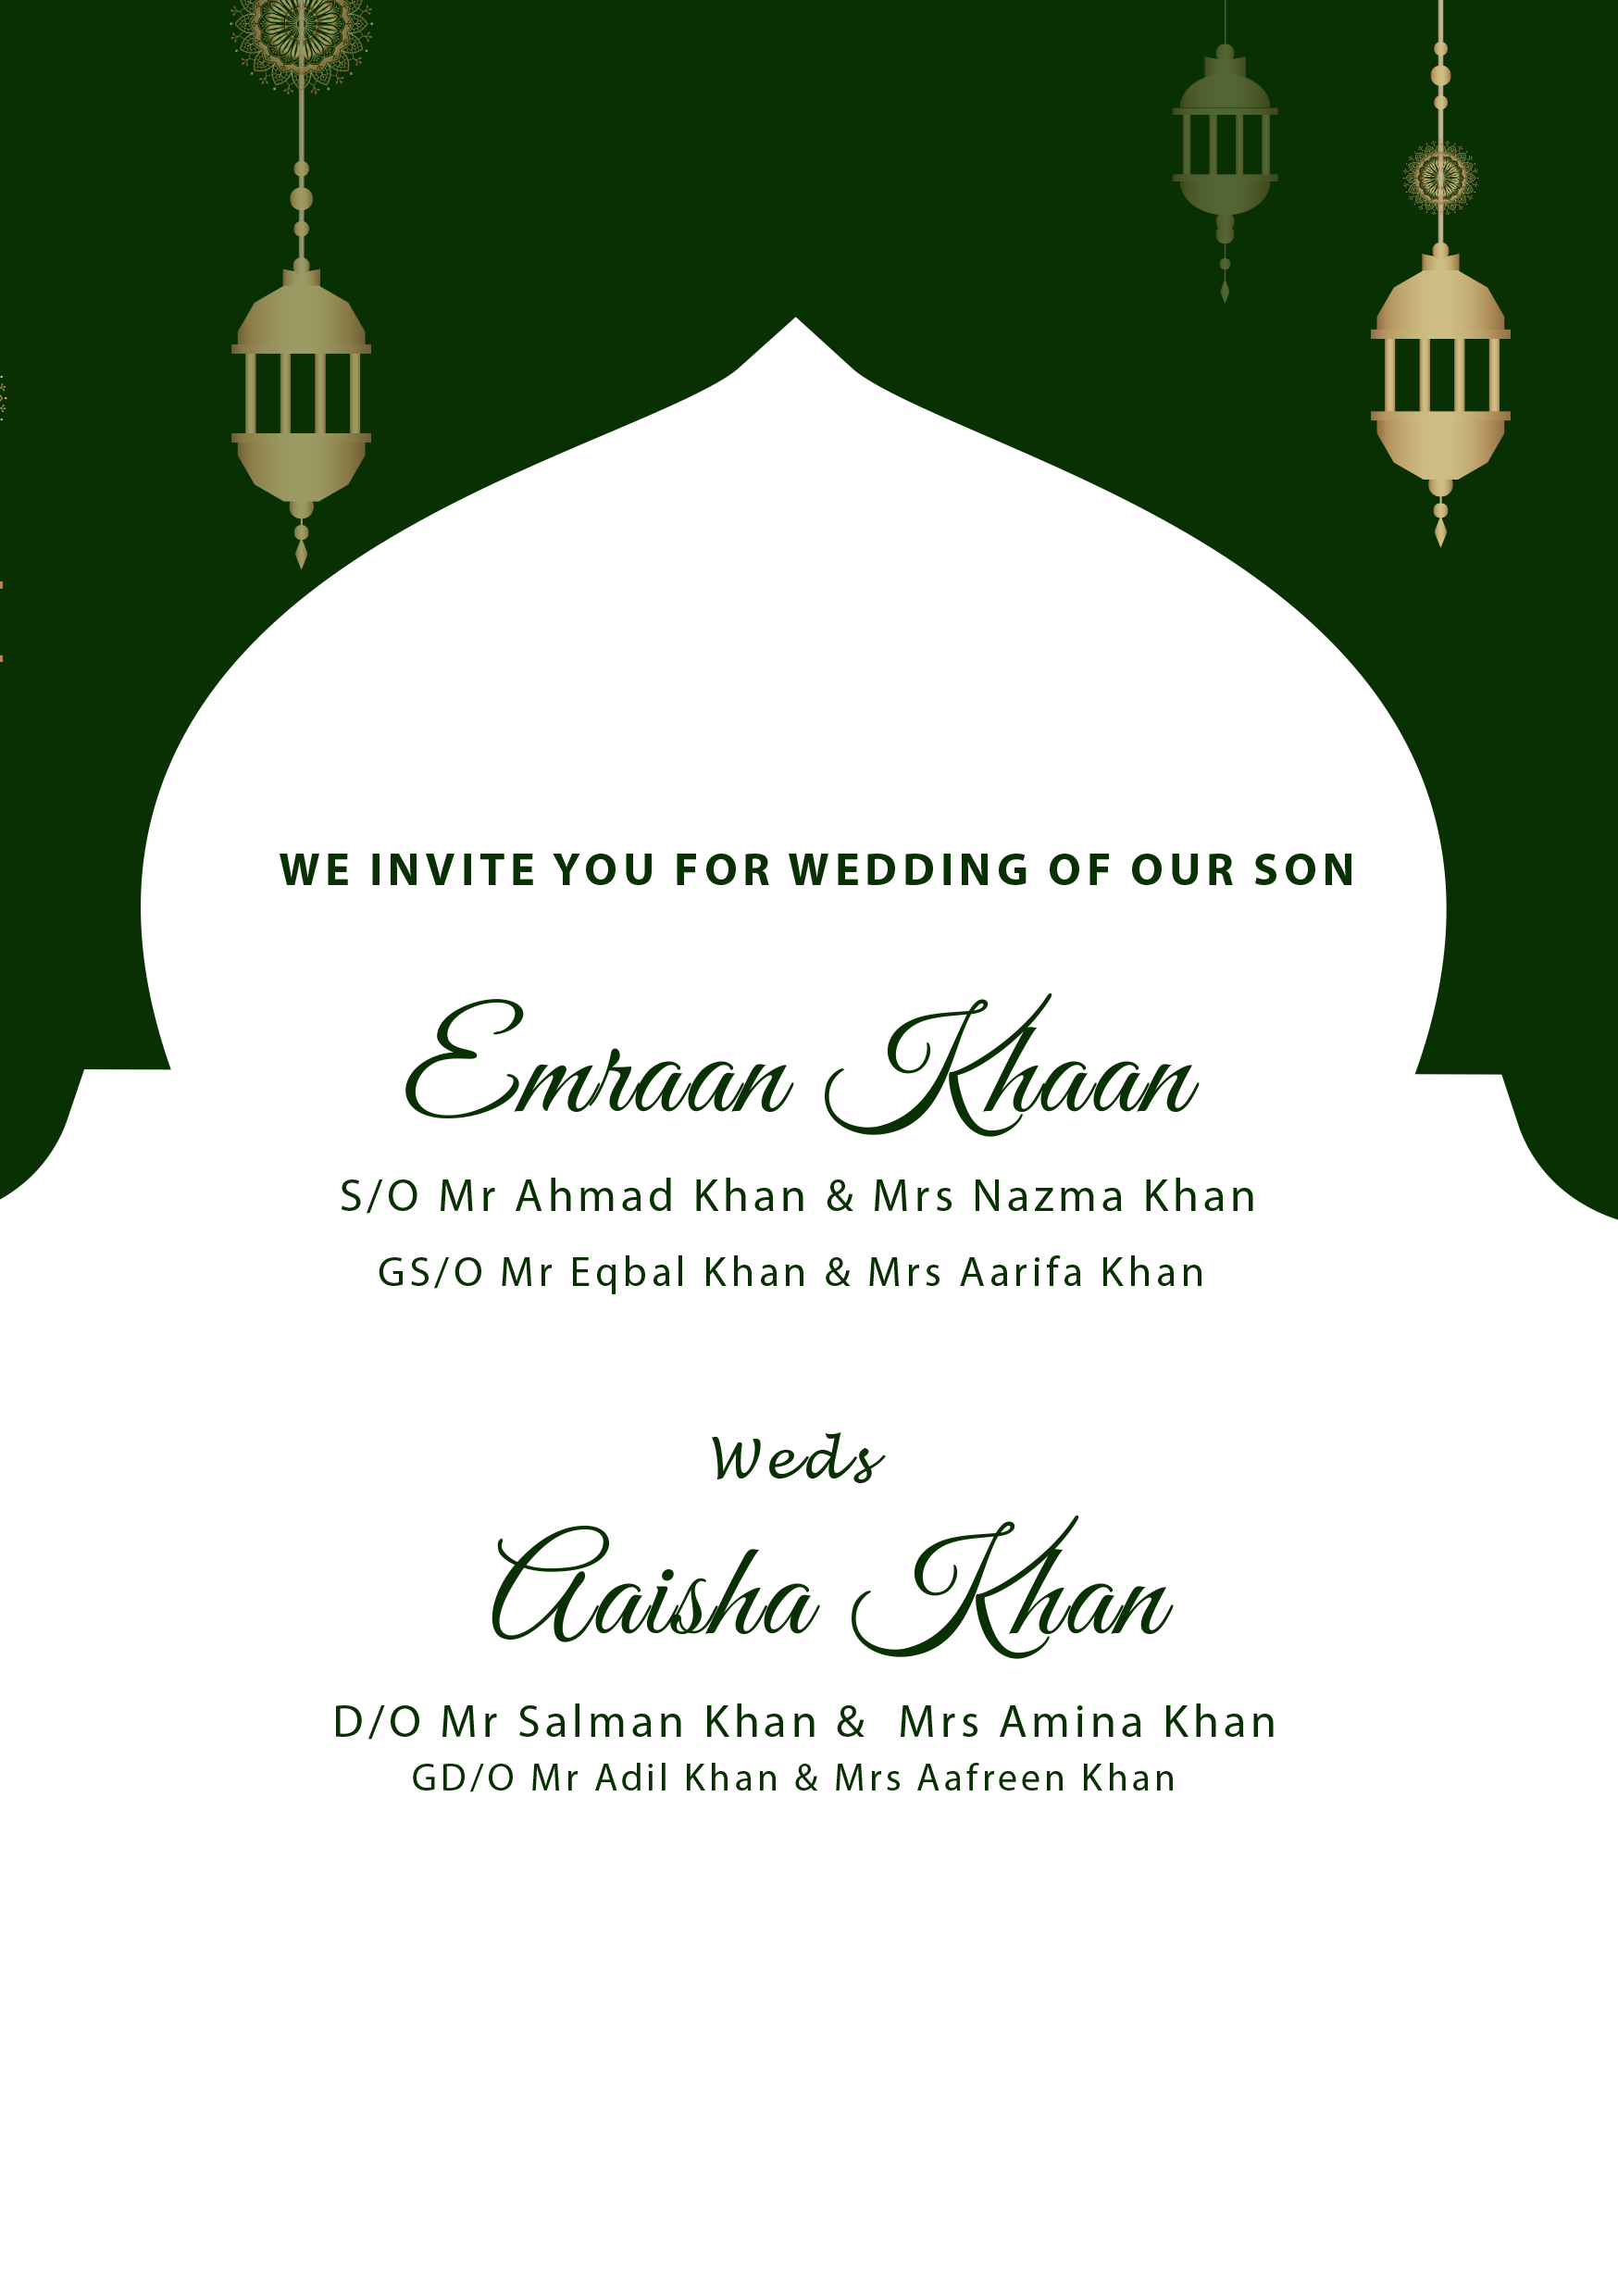 WE INVITE YOU FOR WEDDING OF OUR SON
Emraan Khaan
S/O Mr Ahmad Khan & Mrs Nazma Khan
GS/O Mr Eqbal Khan & Mrs Aarifa Khan
Weds
Aaisha Khan
D/O Mr Salman Khan & Mrs Amina Khan
GD/O Mr Adil Khan & Mrs Aafreen Khan